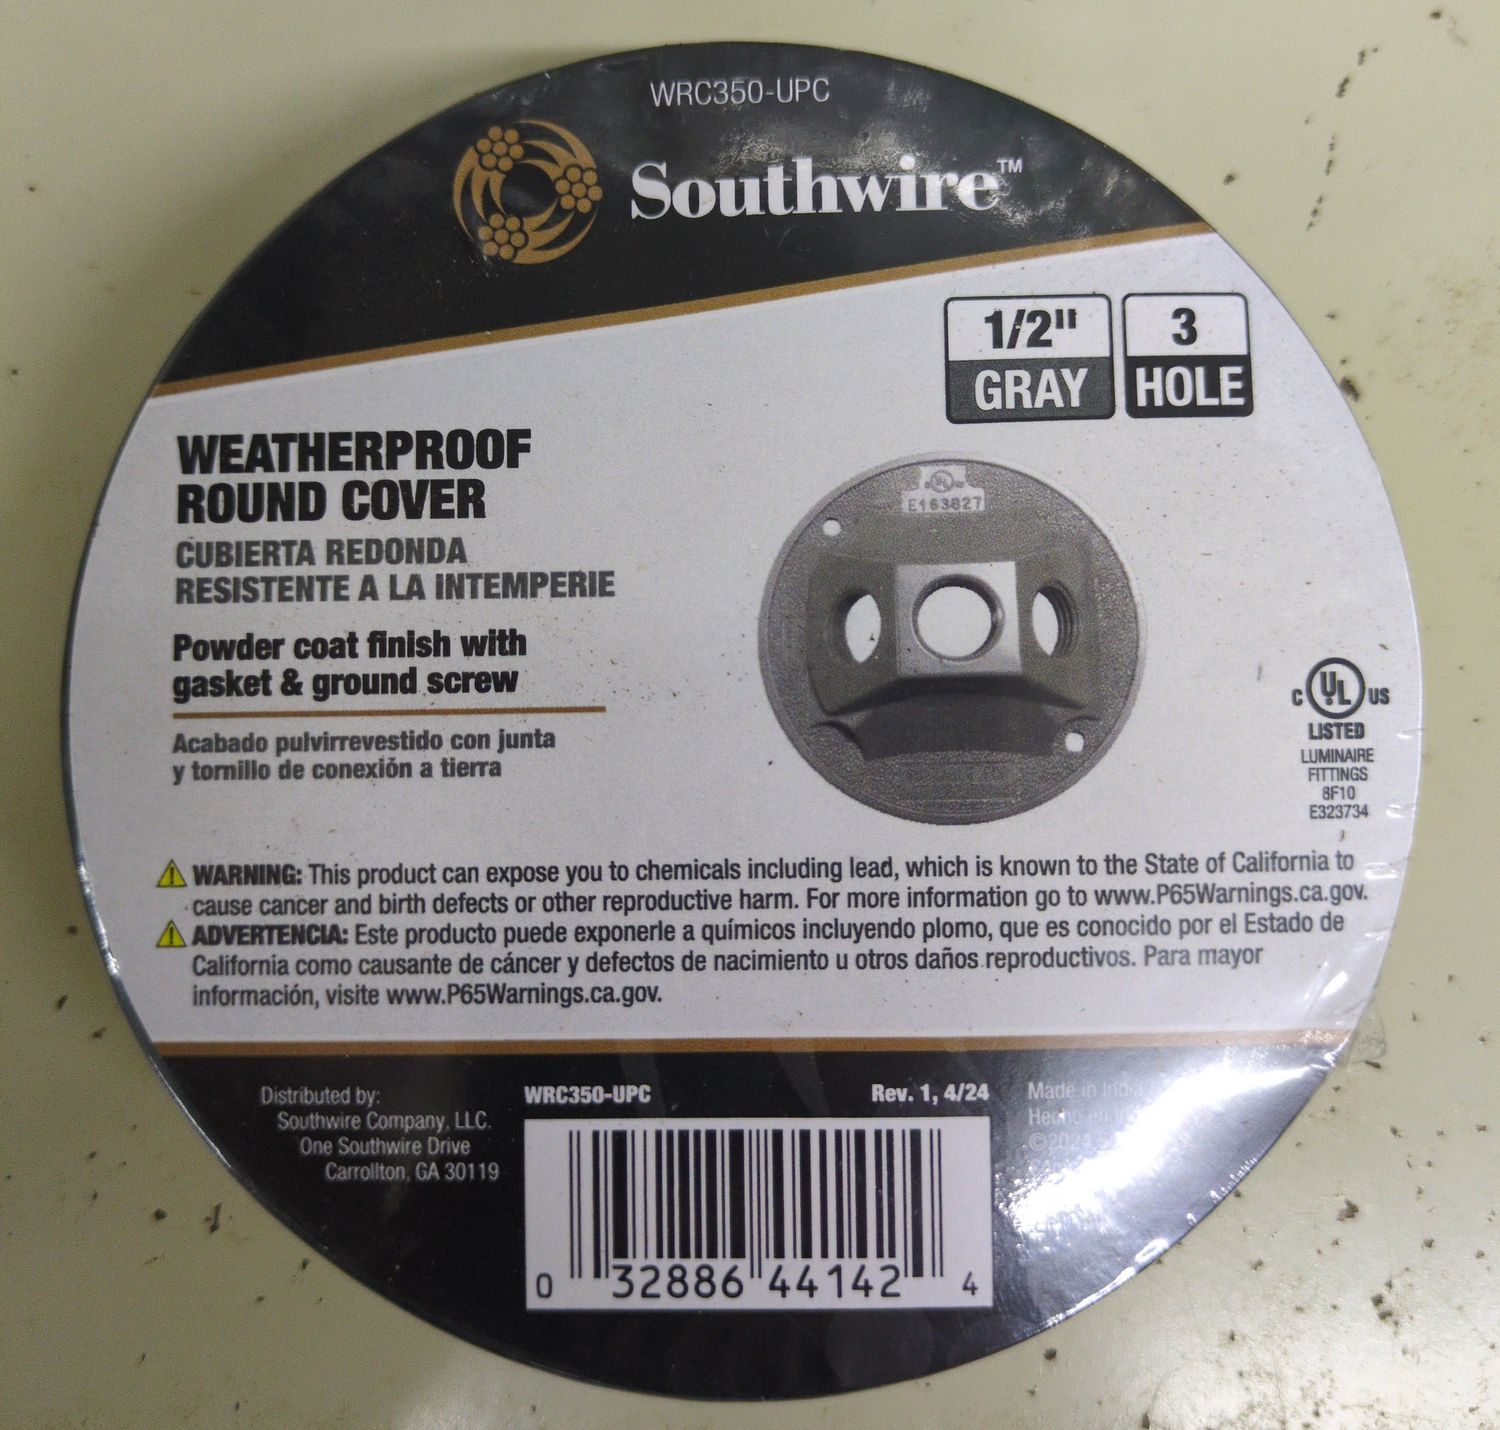 WRC350-UPC
Southwire™
1/2" 3
GRAY HOLE
WEATHERPROOF
ROUND COVER
CUBIERTA REDONDA
RESISTENTE A LA INTEMPERIE
Powder coat finish with
gasket & ground screw
Acabado pulvirrevestido con junta
y tornillo de conexión a tierra
UL
E163827
C UL US
LISTED
LUMINAIRE
FITTINGS
8F10
E323734
WARNING: This product can expose you to chemicals including lead, which is known to the State of California to
cause cancer and birth defects or other reproductive harm. For more information go to www.P65Warnings.ca.gov.
ADVERTENCIA: Este producto puede exponerle a químicos incluyendo plomo, que es conocido por el Estado de
California como causante de cáncer y defectos de nacimiento u otros daños reproductivos. Para mayor
información, visite www.P65Warnings.ca.gov.
Distributed by:
Southwire Company, LLC.
One Southwire Drive
Carrollton, GA 30119
WRC350-UPC Rev. 1, 4/24
0 32886 44142 4
Made in
Hecho en
©2024